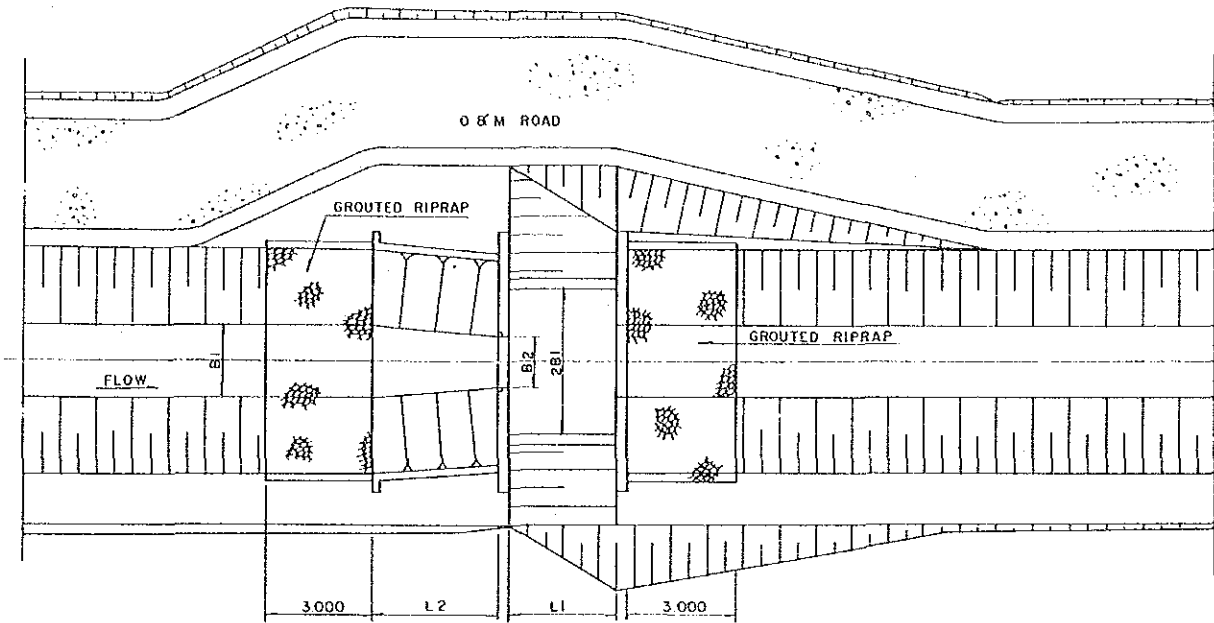 O & M ROAD
GROUTED RIPRAP
GROUTED RIPRAP
B1
B2
2B1
FLOW
3.000
L2
L1
3.000